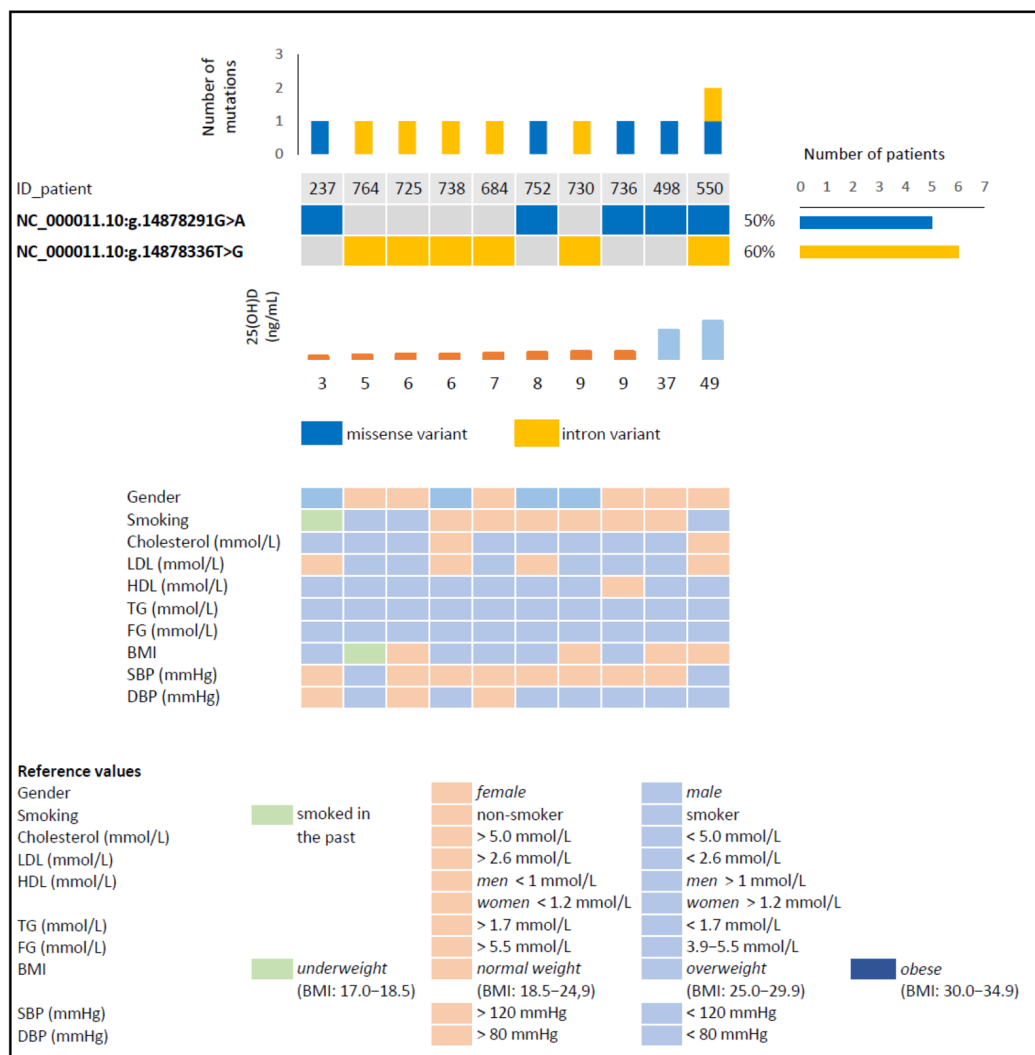 3
2
1
0
Number of
mutations
Number of patients
0 1 2 3 4 5 6 7
ID_patient 237 764 725 738 684 752 730 736 498 550
NC_000011.10:g.14878291G>A 50%
NC_000011.10:g.14878336T>G 60%
25(OH)D
(ng/mL)
3 5 6 6 7 8 9 9 37 49
missense variant intron variant
Gender
Smoking
Cholesterol (mmol/L)
LDL (mmol/L)
HDL (mmol/L)
TG (mmol/L)
FG (mmol/L)
BMI
SBP (mmHg)
DBP (mmHg)
Reference values
Gender female male
Smoking smoked in non-smoker smoker
Cholesterol (mmol/L) the past > 5.0 mmol/L < 5.0 mmol/L
LDL (mmol/L) > 2.6 mmol/L < 2.6 mmol/L
HDL (mmol/L) men < 1 mmol/L men > 1 mmol/L
women < 1.2 mmol/L women > 1.2 mmol/L
TG (mmol/L) > 1.7 mmol/L < 1.7 mmol/L
FG (mmol/L) > 5.5 mmol/L 3.9–5.5 mmol/L
BMI underweight normal weight overweight obese
(BMI: 17.0–18.5) (BMI: 18.5–24,9) (BMI: 25.0–29.9) (BMI: 30.0–34.9)
SBP (mmHg) > 120 mmHg < 120 mmHg
DBP (mmHg) > 80 mmHg < 80 mmHg